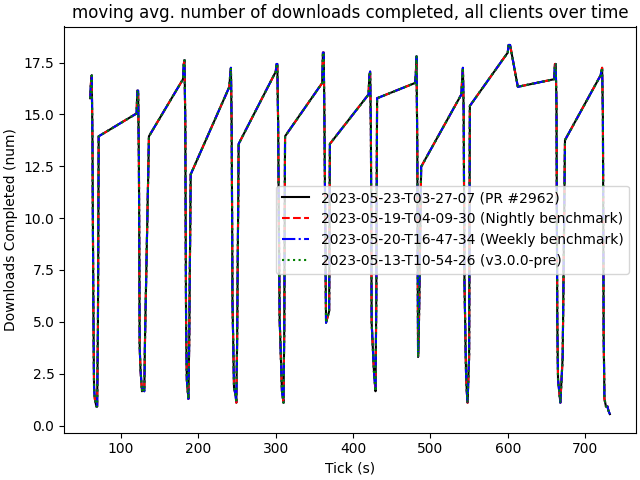 moving avg. number of downloads completed, all clients over time
Downloads Completed (num)
17.5
15.0
12.5
10.0
7.5
5.0
2.5
0.0
2023-05-23-T03-27-07 (PR #2962)
2023-05-19-T04-09-30 (Nightly benchmark)
2023-05-20-T16-47-34 (Weekly benchmark)
2023-05-13-T10-54-26 (v3.0.0-pre)
100 200 300 400 500 600 700
Tick (s)